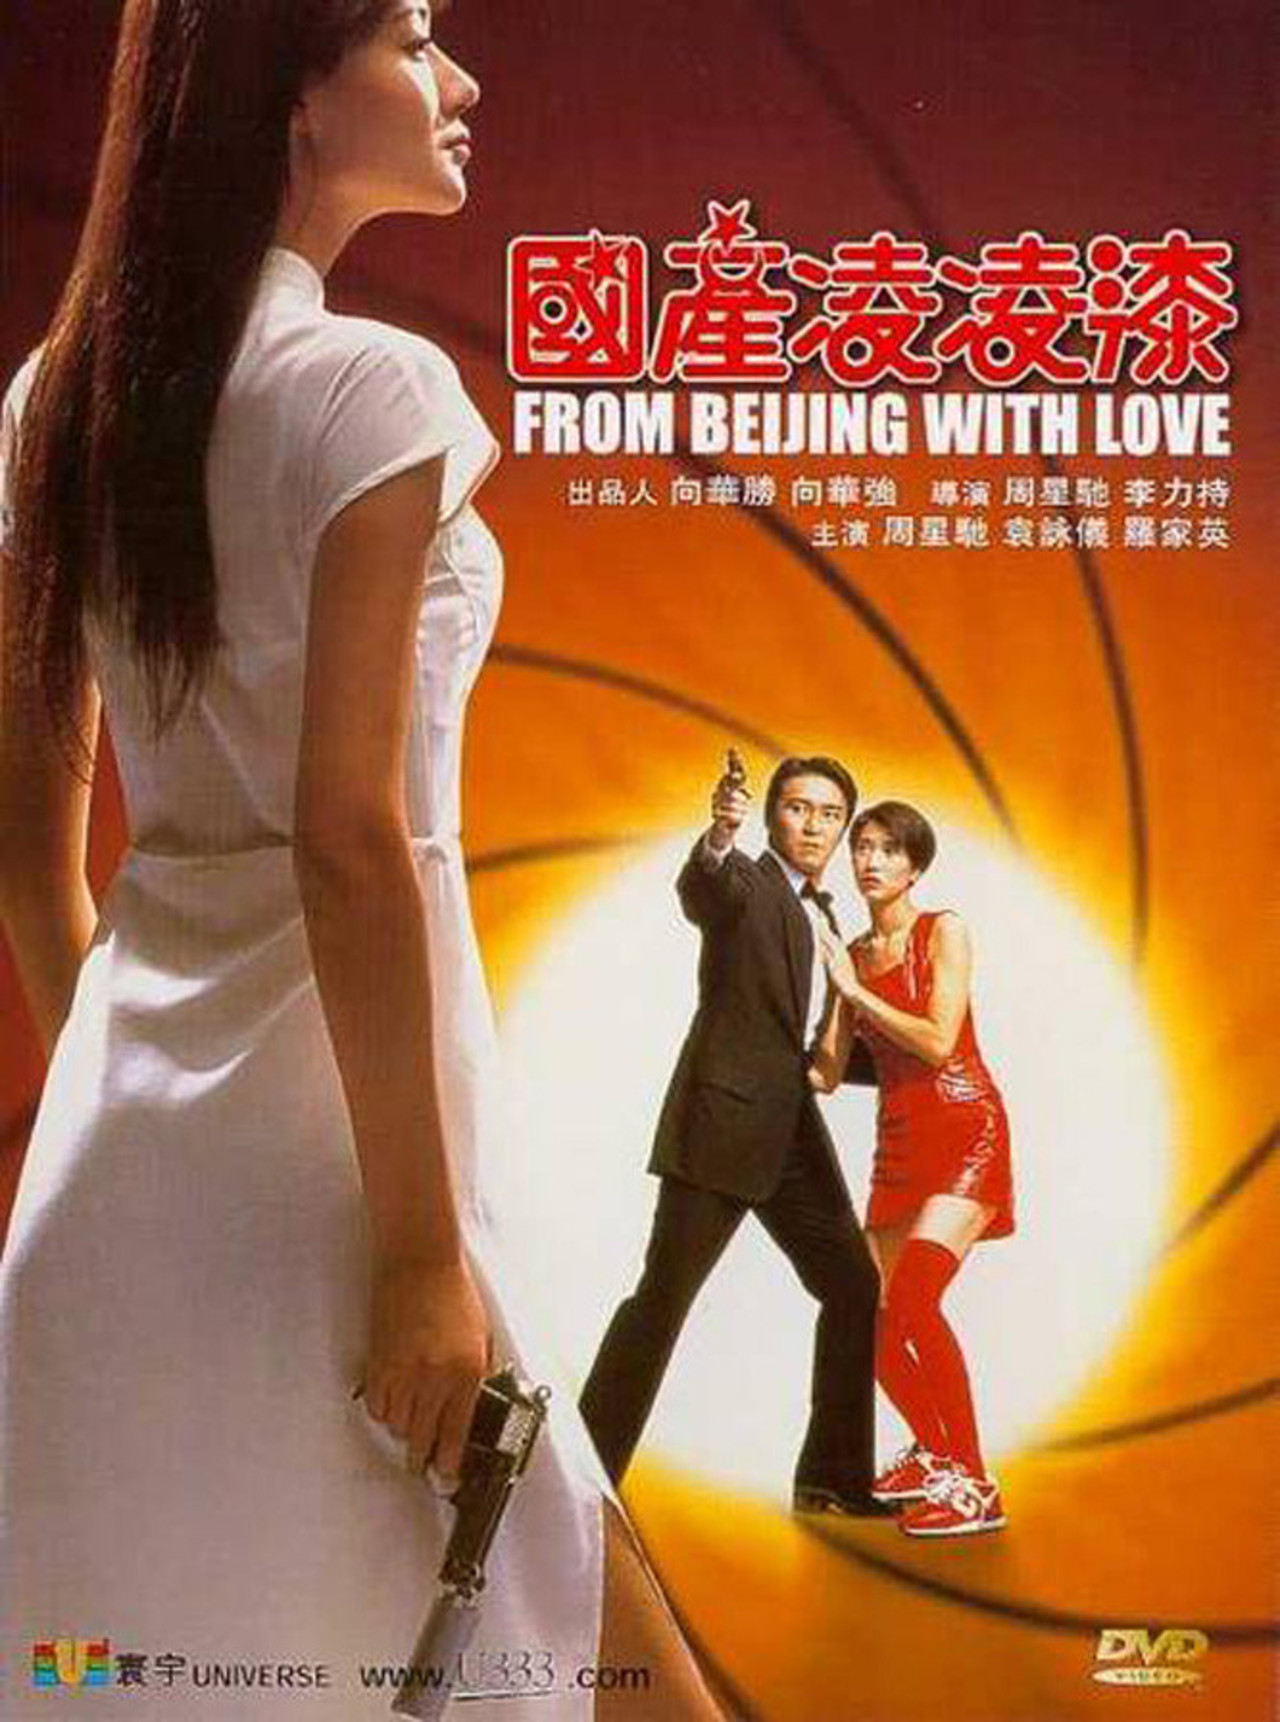 國產凌凌漆
FROM BEIJING WITH LOVE
出品人 向華勝 向華強 導演 周星馳 李力持
主演 周星馳 袁詠儀 羅家英
寰宇 UNIVERSE www.U333.com
DVD
VIDEO